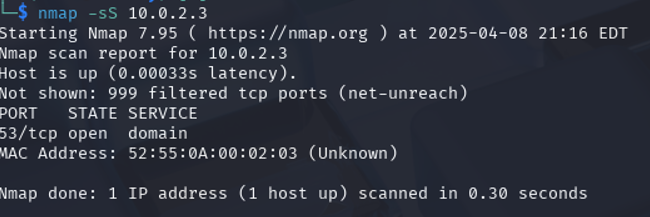 └─$ nmap -sS 10.0.2.3
Starting Nmap 7.95 ( https://nmap.org ) at 2025-04-08 21:16 EDT
Nmap scan report for 10.0.2.3
Host is up (0.00033s latency).
Not shown: 999 filtered tcp ports (net-unreach)
PORT   STATE SERVICE
53/tcp open  domain
MAC Address: 52:55:0A:00:02:03 (Unknown)
Nmap done: 1 IP address (1 host up) scanned in 0.30 seconds